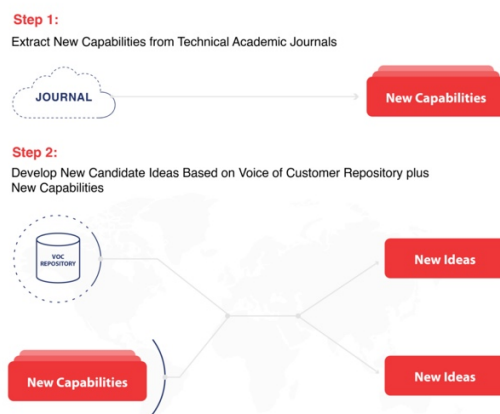 Step 1:
Extract New Capabilities from Technical Academic Journals
JOURNAL
New Capabilities
Step 2:
Develop New Candidate Ideas Based on Voice of Customer Repository plus
New Capabilities
VOC
REPOSITORY
New Ideas
New Capabilities
New Ideas